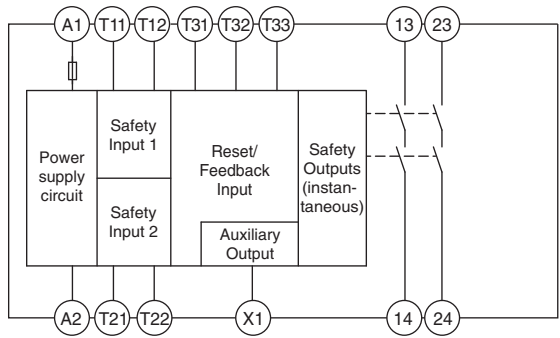 A1 T11 T12 T31 T32 T33 13 23
Power
supply
circuit
Safety
Input 1
Safety
Input 2
Reset/
Feedback
Input
Auxiliary
Output
Safety
Outputs
(instan-
taneous)
A2 T21 T22 X1 14 24